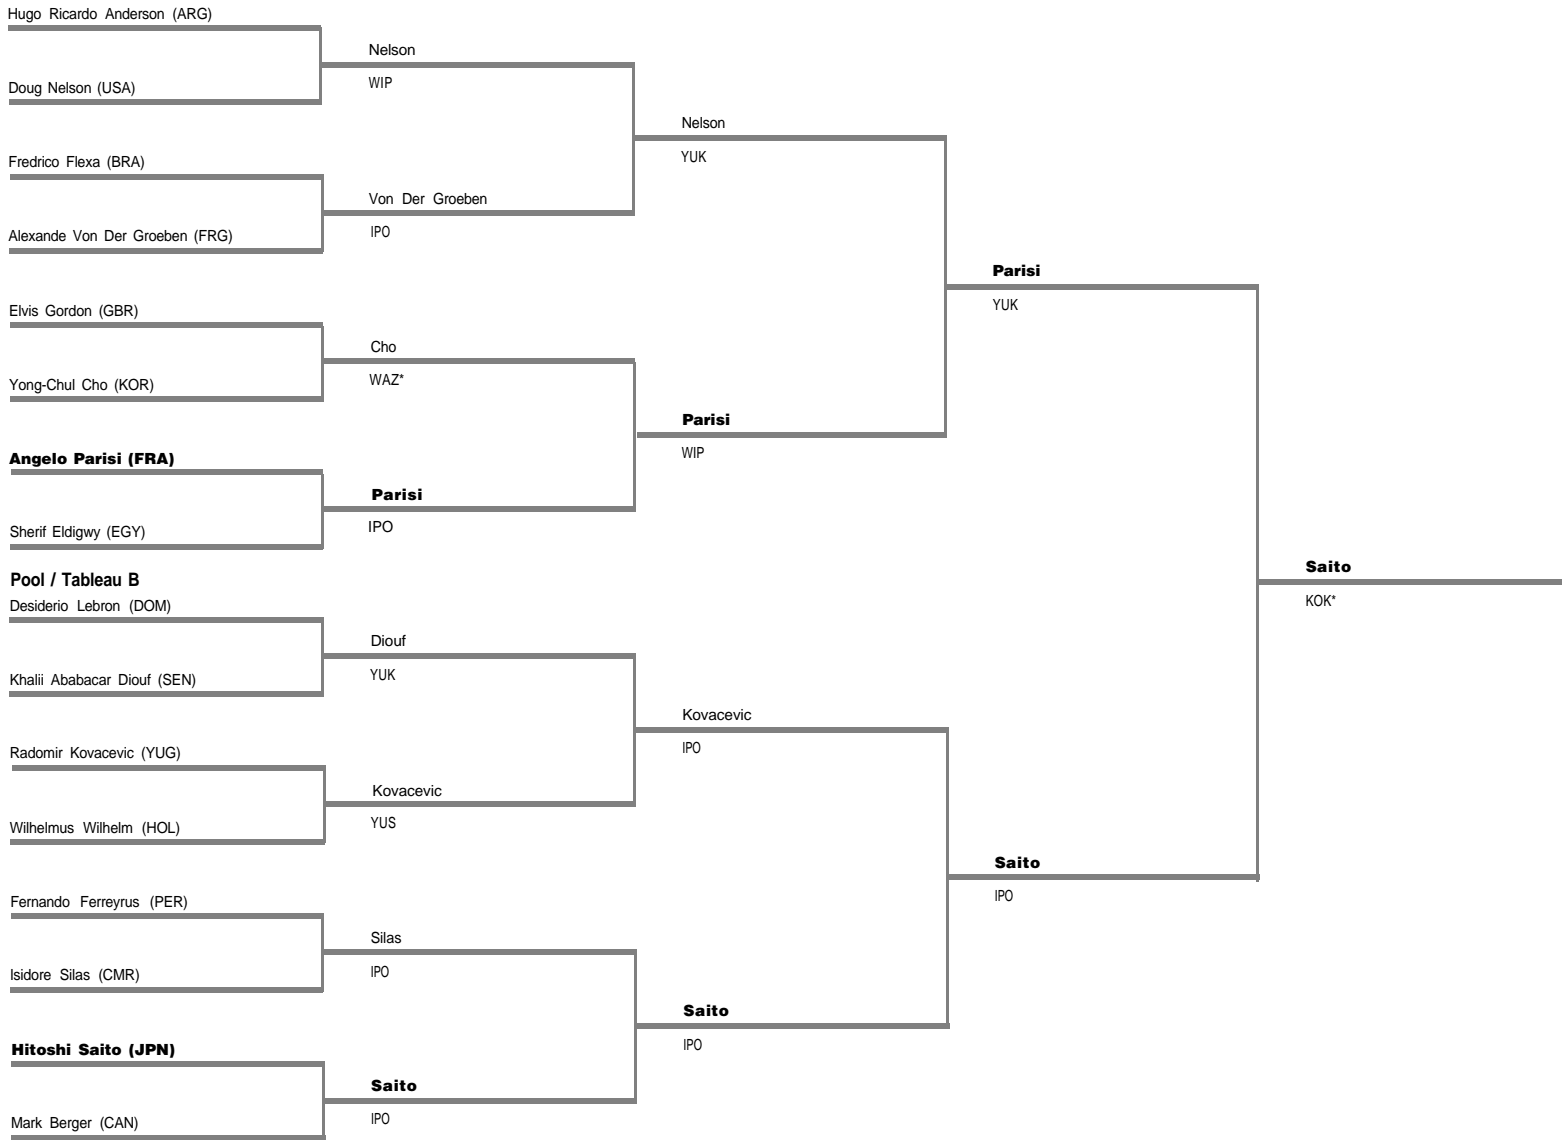 Hugo Ricardo Anderson (ARG)
Nelson
WIP
Doug Nelson (USA)
Nelson
YUK
Fredrico Flexa (BRA)
Von Der Groeben
IPO
Alexande Von Der Groeben (FRG)
Parisi
YUK
Elvis Gordon (GBR)
Cho
WAZ*
Yong-Chul Cho (KOR)
Parisi
WIP
Angelo Parisi (FRA)
Parisi
IPO
Sherif Eldigwy (EGY)
Saito
KOK*
Pool / Tableau B
Desiderio Lebron (DOM)
Diouf
YUK
Khalii Ababacar Diouf (SEN)
Kovacevic
IPO
Radomir Kovacevic (YUG)
Kovacevic
YUS
Wilhelmus Wilhelm (HOL)
Saito
IPO
Fernando Ferreyrus (PER)
Silas
IPO
Isidore Silas (CMR)
Saito
IPO
Hitoshi Saito (JPN)
Saito
IPO
Mark Berger (CAN)